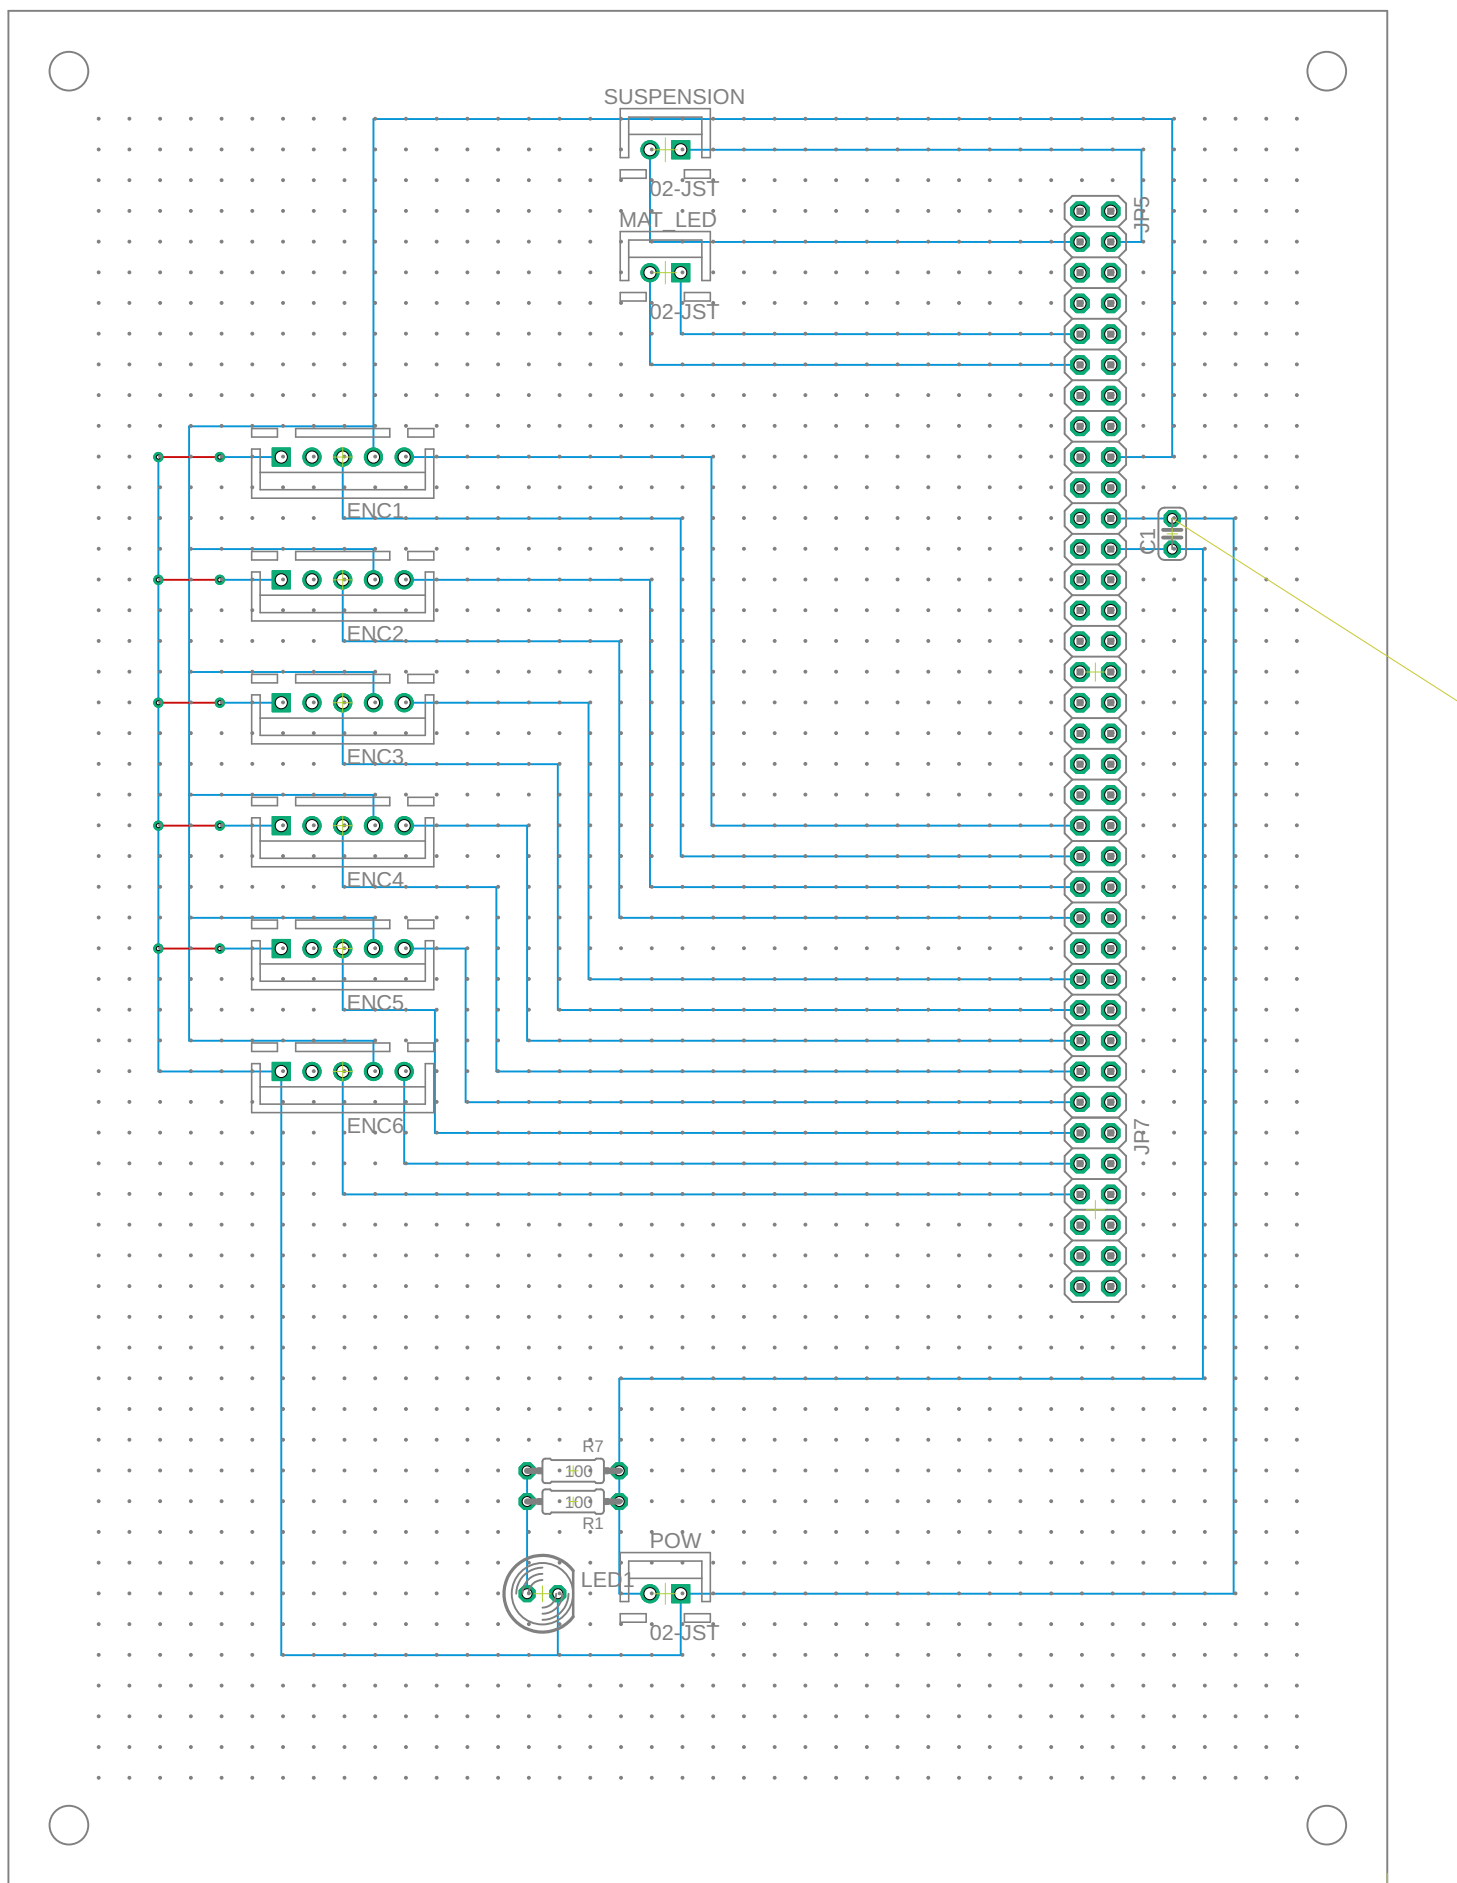 SUSPENSION
02-JST
JP5
MAT_LED
02-JST
ENC1
C1
ENC2
ENC3
ENC4
ENC5
ENC6
JP7
R7
100
100
R1
POW
LED1
02-JST